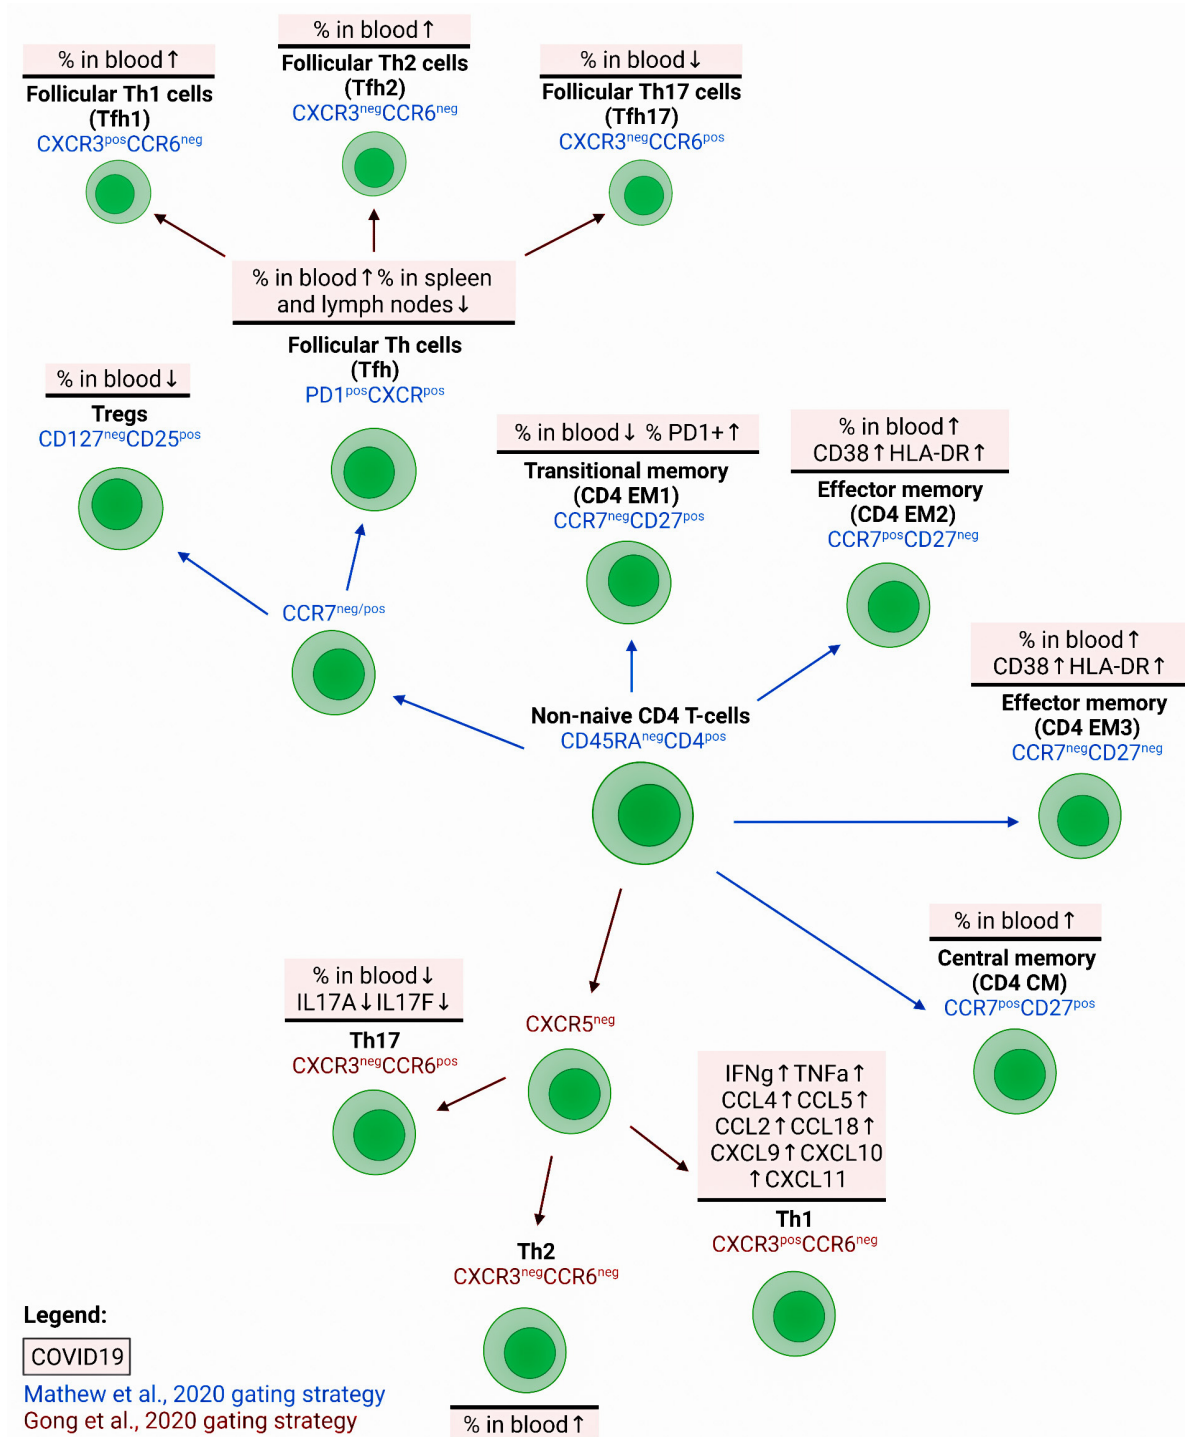 % in blood↑
Follicular Th2 cells
(Tfh2)
CXCR3negCCR6neg
% in blood↑
Follicular Th1 cells
(Tfh1)
CXCR3posCCR6neg
% in blood↓
Follicular Th17 cells
(Tfh17)
CXCR3negCCR6pos
% in blood↑% in spleen
and lymph nodes↓
Follicular Th cells
(Tfh)
PD1posCXCRpos
% in blood↓
Tregs
CD127negCD25pos
CCR7neg/pos
% in blood↓ % PD1+↑
Transitional memory
(CD4 EM1)
CCR7negCD27pos
% in blood↑
CD38↑HLA-DR↑
Effector memory
(CD4 EM2)
CCR7posCD27neg
% in blood↑
CD38↑HLA-DR↑
Effector memory
(CD4 EM3)
CCR7negCD27neg
Non-naive CD4 T-cells
CD45RAnegCD4pos
% in blood↑
Central memory
(CD4 CM)
CCR7posCD27pos
% in blood↓
IL17A↓IL17F↓
Th17
CXCR3negCCR6pos
CXCR5neg
IFNg↑TNFa↑
CCL4↑CCL5↑
CCL2↑CCL18↑
CXCL9↑CXCL10
↑CXCL11
Th1
CXCR3posCCR6neg
Th2
CXCR3negCCR6neg
% in blood↑
Legend:
COVID19
Mathew et al., 2020 gating strategy
Gong et al., 2020 gating strategy